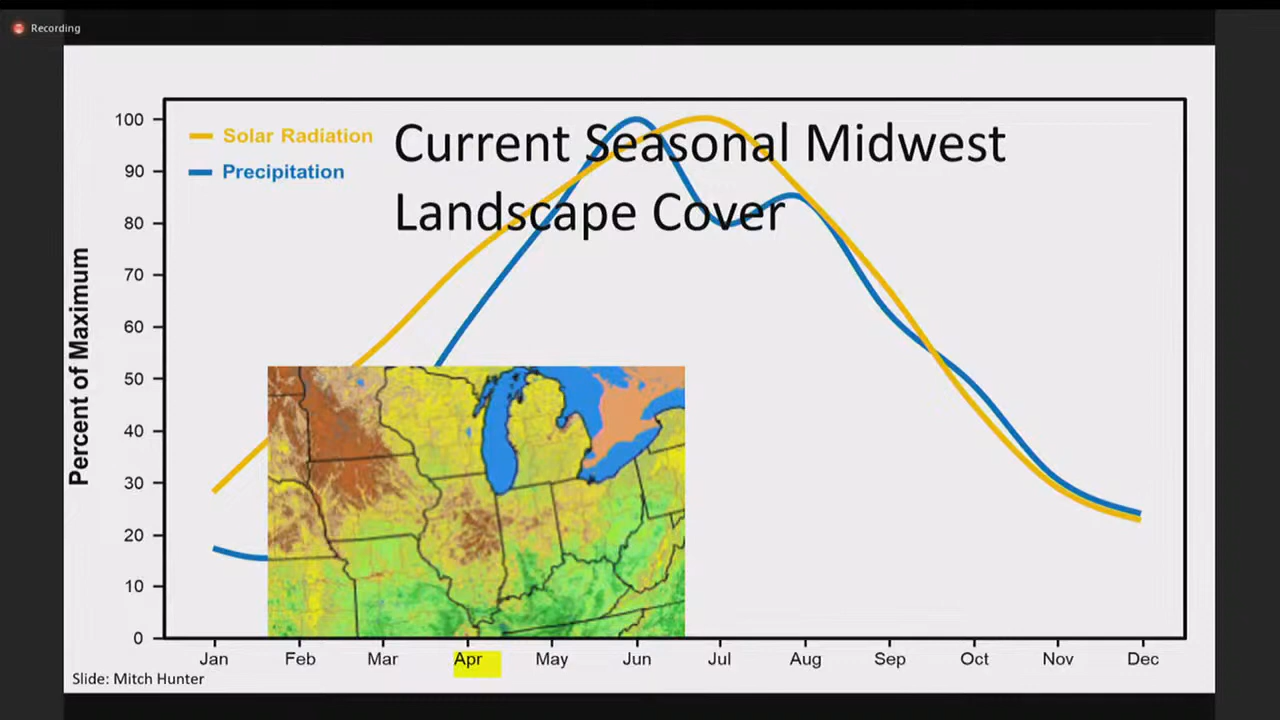 Recording
Solar Radiation
Precipitation
Current Seasonal Midwest
Landscape Cover
Percent of Maximum
100
90
80
70
60
50
40
30
20
10
0
Jan Feb Mar Apr May Jun Jul Aug Sep Oct Nov Dec
Slide: Mitch Hunter